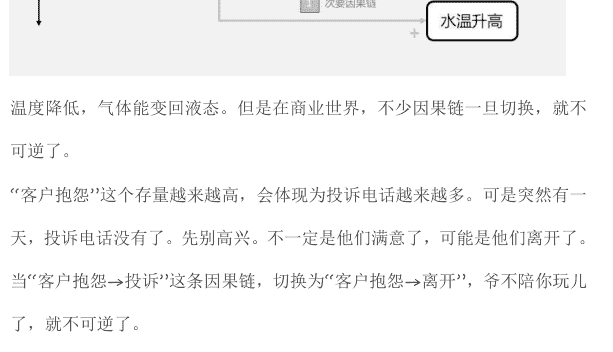 次要因果链
+
水温升高
温度降低，气体能变回液态。但是在商业世界，不少因果链一旦切换，就不
可逆了。
“客户抱怨”这个存量越来越高，会体现为投诉电话越来越多。可是突然有一
天，投诉电话没有了。先别高兴。不一定是他们满意了，可能是他们离开了。
当“客户抱怨→投诉”这条因果链，切换为“客户抱怨→离开”，爷不陪你玩儿
了，就不可逆了。